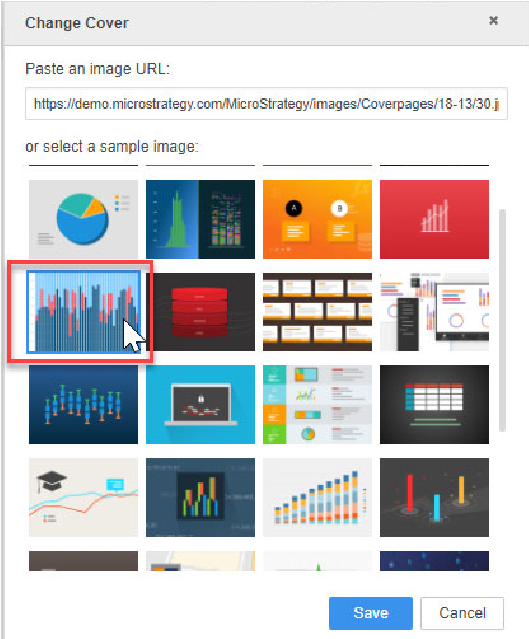 Change Cover
Paste an image URL:
https://demo.microstrategy.com/MicroStrategy/images/Coverpages/18-13/30.j
or select a sample image:
A
B
Save
Cancel